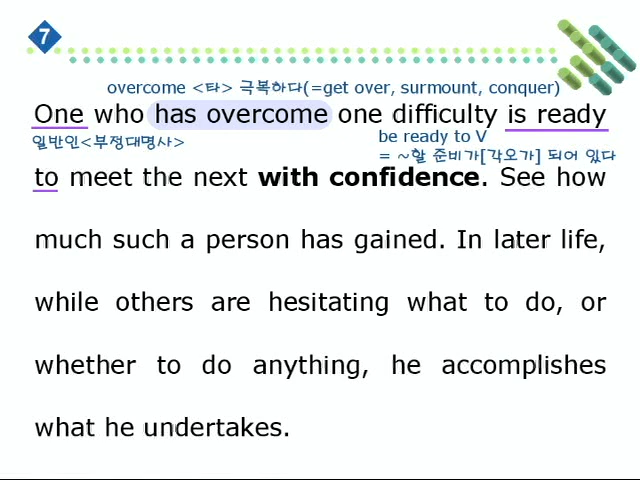 7
overcome <타> 극복하다(=get over, surmount, conquer)
One who has overcome one difficulty is ready
일반인<부정대명사>
be ready to V
= ~할 준비가[각오가] 되어 있다
to meet the next with confidence. See how
much such a person has gained. In later life,
while others are hesitating what to do, or
whether to do anything, he accomplishes
what he undertakes.